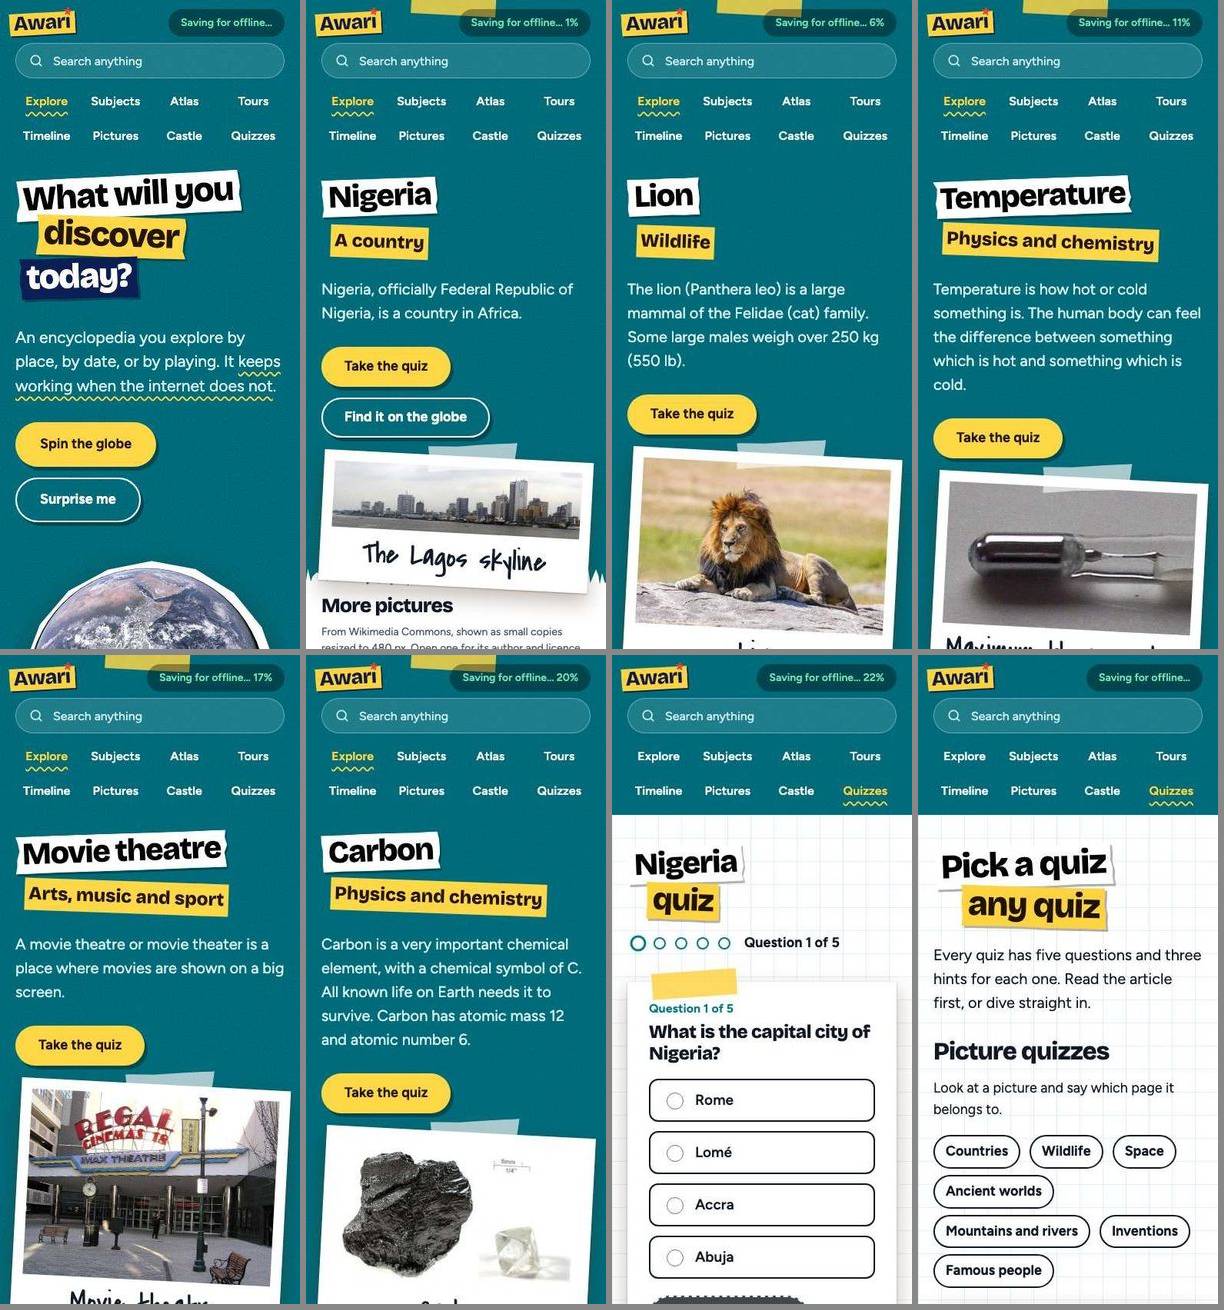 Awari
Saving for offline...
Search anything
Explore Subjects Atlas Tours
Timeline Pictures Castle Quizzes
What will you
discover
today?
An encyclopedia you explore by
place, by date, or by playing. It keeps
working when the internet does not.
Spin the globe
Surprise me
Awari
Saving for offline... 1%
Search anything
Explore Subjects Atlas Tours
Timeline Pictures Castle Quizzes
Nigeria
A country
Nigeria, officially Federal Republic of
Nigeria, is a country in Africa.
Take the quiz
Find it on the globe
The Lagos skyline
More pictures
From Wikimedia Commons, shown as small copies
resized to 480 px. Open one for its author and licence
Awari
Saving for offline... 6%
Search anything
Explore Subjects Atlas Tours
Timeline Pictures Castle Quizzes
Lion
Wildlife
The lion (Panthera leo) is a large
mammal of the Felidae (cat) family.
Some large males weigh over 250 kg
(550 lb).
Take the quiz
Awari
Saving for offline... 11%
Search anything
Explore Subjects Atlas Tours
Timeline Pictures Castle Quizzes
Temperature
Physics and chemistry
Temperature is how hot or cold
something is. The human body can feel
the difference between something
which is hot and something which is
cold.
Take the quiz
Maximum
Awari
Saving for offline... 17%
Search anything
Explore Subjects Atlas Tours
Timeline Pictures Castle Quizzes
Movie theatre
Arts, music and sport
A movie theatre or movie theater is a
place where movies are shown on a big
screen.
Take the quiz
REGAL
CINEMAS 18
IMAX THEATRE
Movie theatre
Awari
Saving for offline... 20%
Search anything
Explore Subjects Atlas Tours
Timeline Pictures Castle Quizzes
Carbon
Physics and chemistry
Carbon is a very important chemical
element, with a chemical symbol of C.
All known life on Earth needs it to
survive. Carbon has atomic mass 12
and atomic number 6.
Take the quiz
1/4"
Awari
Saving for offline... 22%
Search anything
Explore Subjects Atlas Tours
Timeline Pictures Castle Quizzes
Nigeria
quiz
Question 1 of 5
Question 1 of 5
What is the capital city of
Nigeria?
Rome
Lomé
Accra
Abuja
Awari
Saving for offline...
Search anything
Explore Subjects Atlas Tours
Timeline Pictures Castle Quizzes
Pick a quiz
any quiz
Every quiz has five questions and three
hints for each one. Read the article
first, or dive straight in.
Picture quizzes
Look at a picture and say which page it
belongs to.
Countries Wildlife Space
Ancient worlds
Mountains and rivers Inventions
Famous people